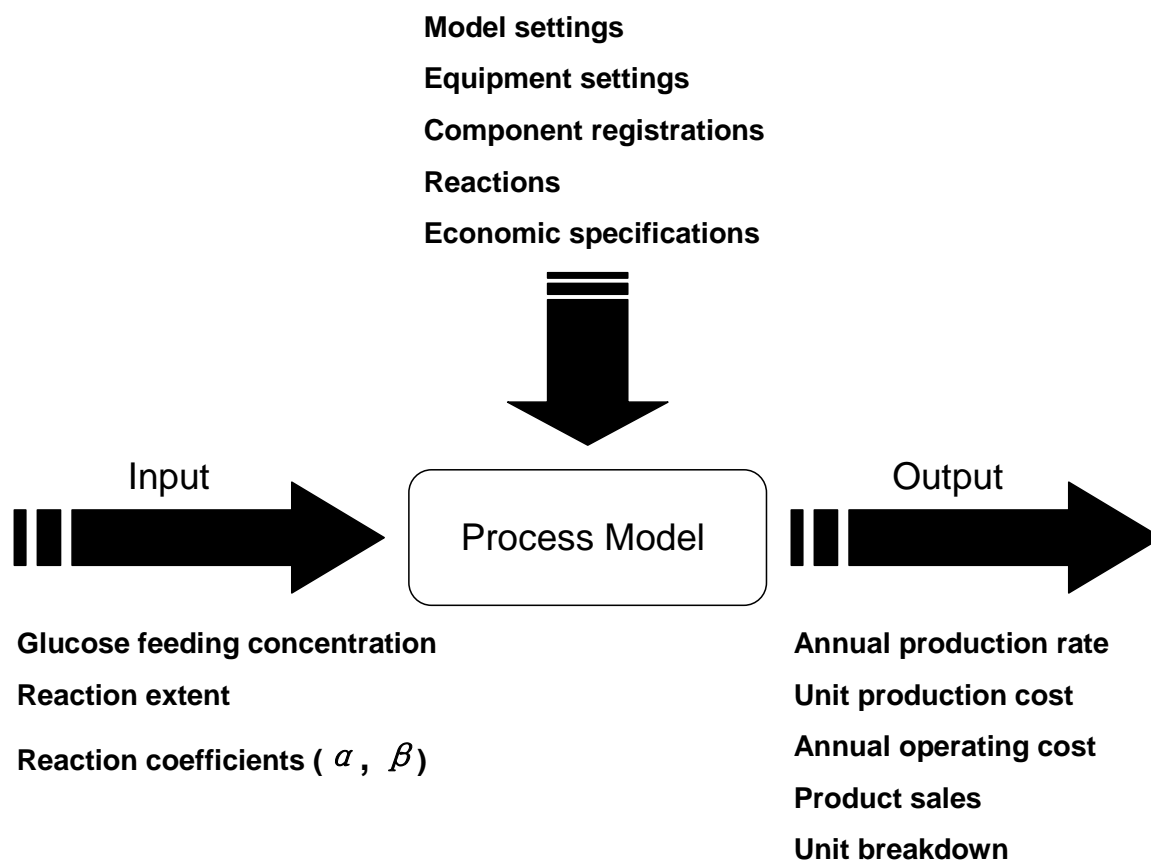 Model settings
Equipment settings
Component registrations
Reactions
Economic specifications
Input
Process Model
Output
Glucose feeding concentration
Reaction extent
Reaction coefficients ( α , β )
Annual production rate
Unit production cost
Annual operating cost
Product sales
Unit breakdown